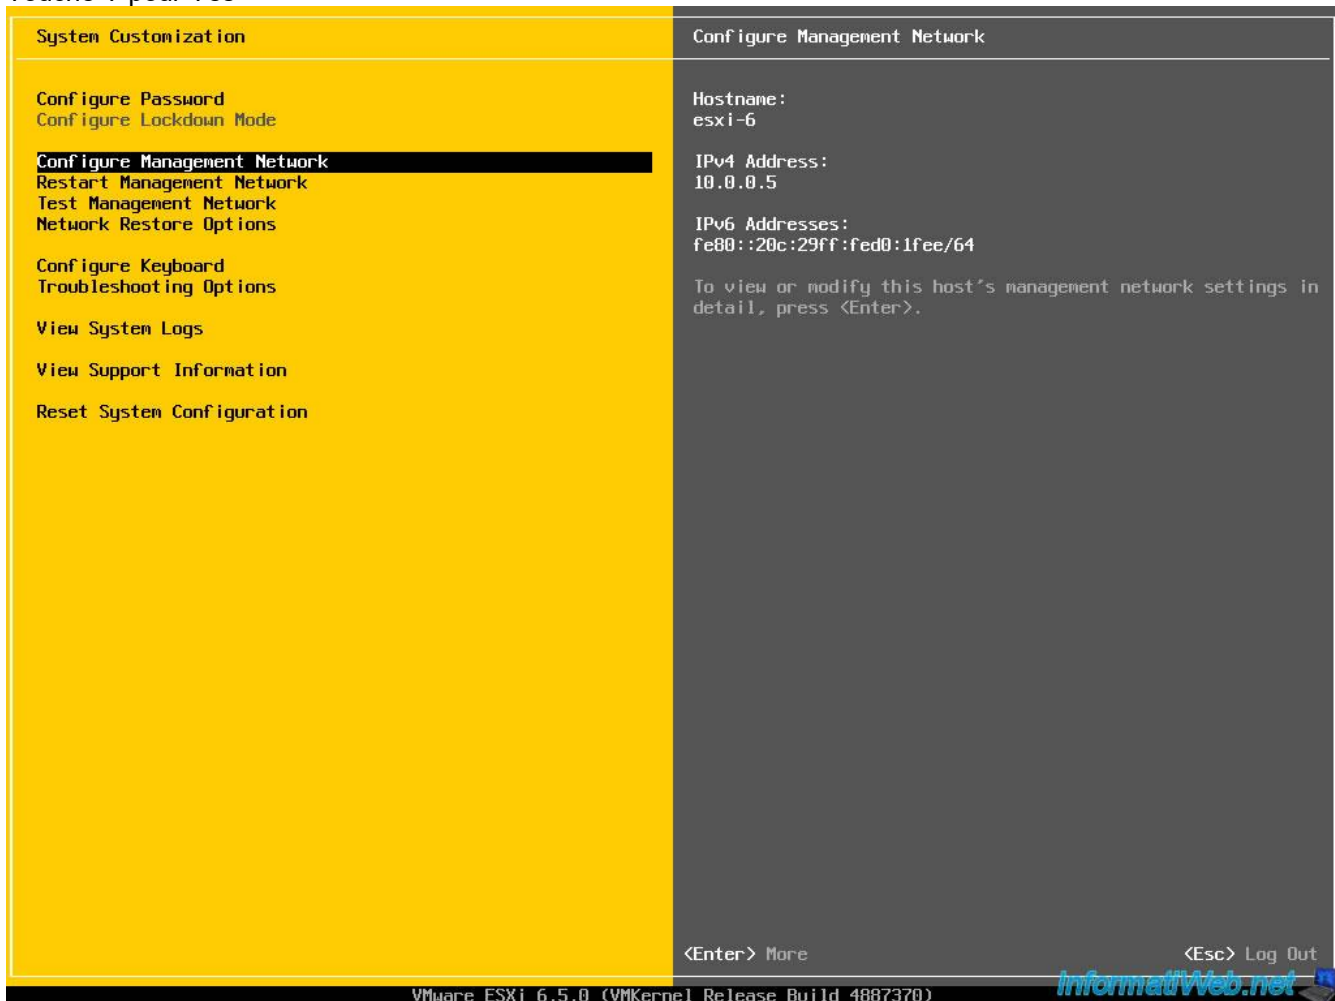 System Customization
Configure Password
Configure Lockdown Mode
Configure Management Network
Restart Management Network
Test Management Network
Network Restore Options
Configure Keyboard
Troubleshooting Options
View System Logs
View Support Information
Reset System Configuration
Configure Management Network
Hostname:
esxi-6
IPv4 Address:
10.0.0.5
IPv6 Addresses:
fe80::20c:29ff:fed0:1fee/64
To view or modify this host's management network settings in
detail, press <Enter>.
<Enter> More
<Esc> Log Out
VMware ESXi 6.5.0 (VMKernel Release Build 4887370)
InformatiWeb.net